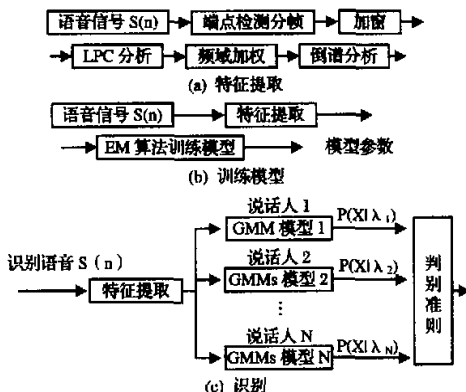 语音信号 S(n) 端点检测分帧 加窗
LPC 分析 频域加权 倒谱分析
(a) 特征提取
语音信号 S(n) 特征提取
EM 算法训练模型 模型参数
(b) 训练模型
说话人 1
GMM 模型 1 P(X|λ₁)
识别语音 S（n）
特征提取
说话人 2
GMMs 模型 2 P(X|λ₂)
⋮
说话人 N
GMMs 模型 N P(X|λN)
判别准则
(c) 识别